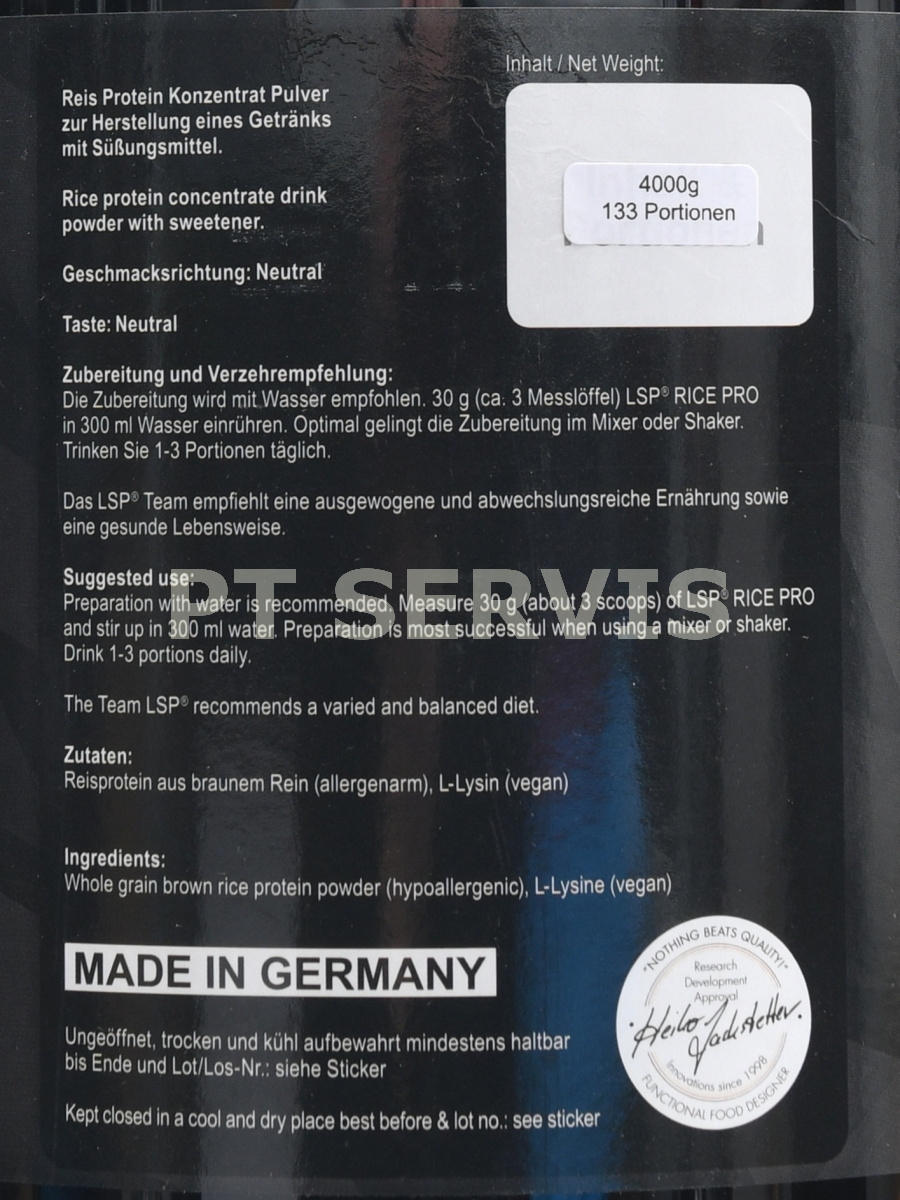 Inhalt / Net Weight:
4000g
133 Portionen
Reis Protein Konzentrat Pulver
zur Herstellung eines Getränks
mit Süßungsmittel.
Rice protein concentrate drink
powder with sweetener.
Geschmacksrichtung: Neutral
Taste: Neutral
Zubereitung und Verzehrempfehlung:
Die Zubereitung wird mit Wasser empfohlen. 30 g (ca. 3 Messlöffel) LSP® RICE PRO
in 300 ml Wasser einrühren. Optimal gelingt die Zubereitung im Mixer oder Shaker.
Trinken Sie 1-3 Portionen täglich.
Das LSP® Team empfiehlt eine ausgewogene und abwechslungsreiche Ernährung sowie
eine gesunde Lebensweise.
Suggested use:
PT SERVIS
Preparation with water is recommended. Measure 30 g (about 3 scoops) of LSP® RICE PRO
and stir up in 300 ml water. Preparation is most successful when using a mixer or shaker.
Drink 1-3 portions daily.
The Team LSP® recommends a varied and balanced diet.
Zutaten:
Reisprotein aus braunem Rein (allergenarm), L-Lysin (vegan)
Ingredients:
Whole grain brown rice protein powder (hypoallergenic), L-Lysine (vegan)
MADE IN GERMANY
Ungeöffnet, trocken und kühl aufbewahrt mindestens haltbar
bis Ende und Lot/Los-Nr.: siehe Sticker
Kept closed in a cool and dry place best before & lot no.: see sticker
"NOTHING BEATS QUALITY!"
Research
Development
Approval
Innovations since 1998
FUNCTIONAL FOOD DESIGNER